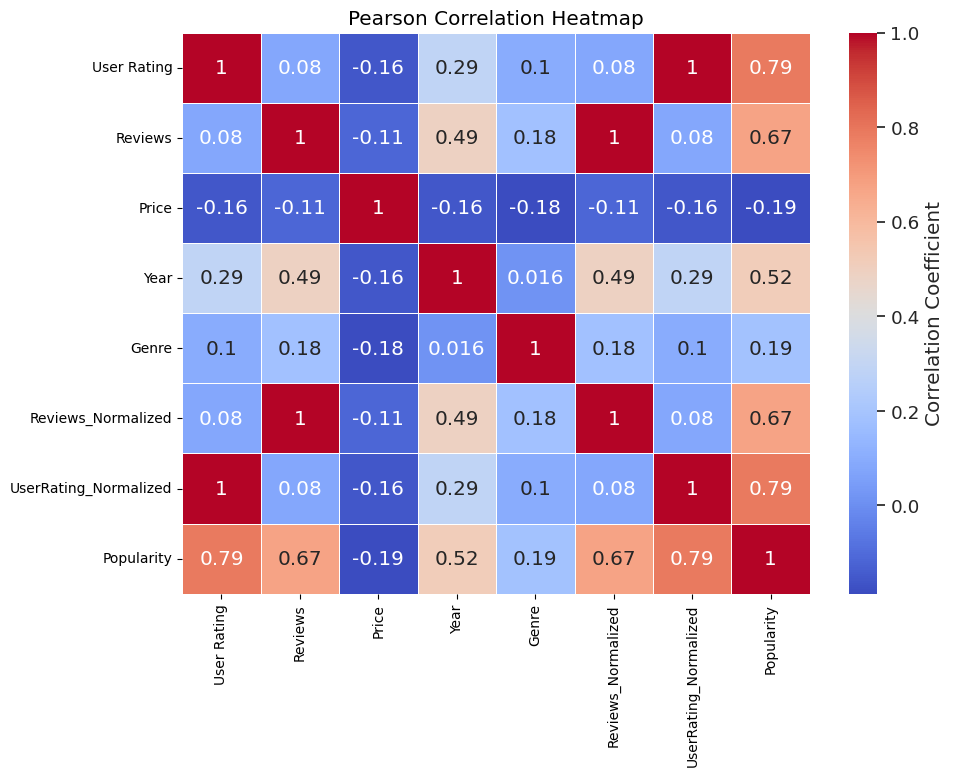 Pearson Correlation Heatmap
User Rating 1 0.08 -0.16 0.29 0.1 0.08 1 0.79
Reviews 0.08 1 -0.11 0.49 0.18 1 0.08 0.67
Price -0.16 -0.11 1 -0.16 -0.18 -0.11 -0.16 -0.19
Year 0.29 0.49 -0.16 1 0.016 0.49 0.29 0.52
Genre 0.1 0.18 -0.18 0.016 1 0.18 0.1 0.19
Reviews_Normalized 0.08 1 -0.11 0.49 0.18 1 0.08 0.67
UserRating_Normalized 1 0.08 -0.16 0.29 0.1 0.08 1 0.79
Popularity 0.79 0.67 -0.19 0.52 0.19 0.67 0.79 1
User Rating
Reviews
Price
Year
Genre
Reviews_Normalized
UserRating_Normalized
Popularity
1.0
0.8
0.6
0.4
0.2
0.0
Correlation Coefficient